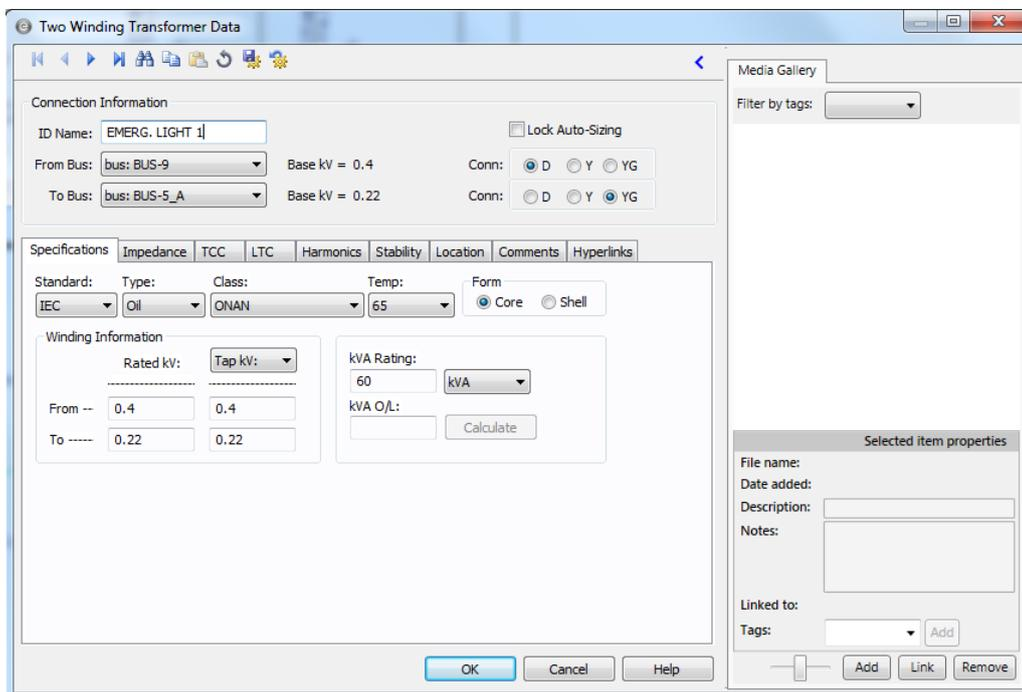 Two Winding Transformer Data
Connection Information
ID Name: EMERG. LIGHT 1 Lock Auto-Sizing
From Bus: bus: BUS-9 Base kV = 0.4 Conn: D Y YG
To Bus: bus: BUS-5_A Base kV = 0.22 Conn: D Y YG
Specifications Impedance TCC LTC Harmonics Stability Location Comments Hyperlinks
Standard: Type: Class: Temp: Form
IEC Oil ONAN 65 Core Shell
Winding Information
Rated kV: Tap kV:
From -- 0.4 0.4
To ----- 0.22 0.22
kVA Rating:
60 kVA
kVA O/L:
Calculate
OK Cancel Help
Media Gallery
Filter by tags:
Selected item properties
File name:
Date added:
Description:
Notes:
Linked to:
Tags: Add
Add Link Remove